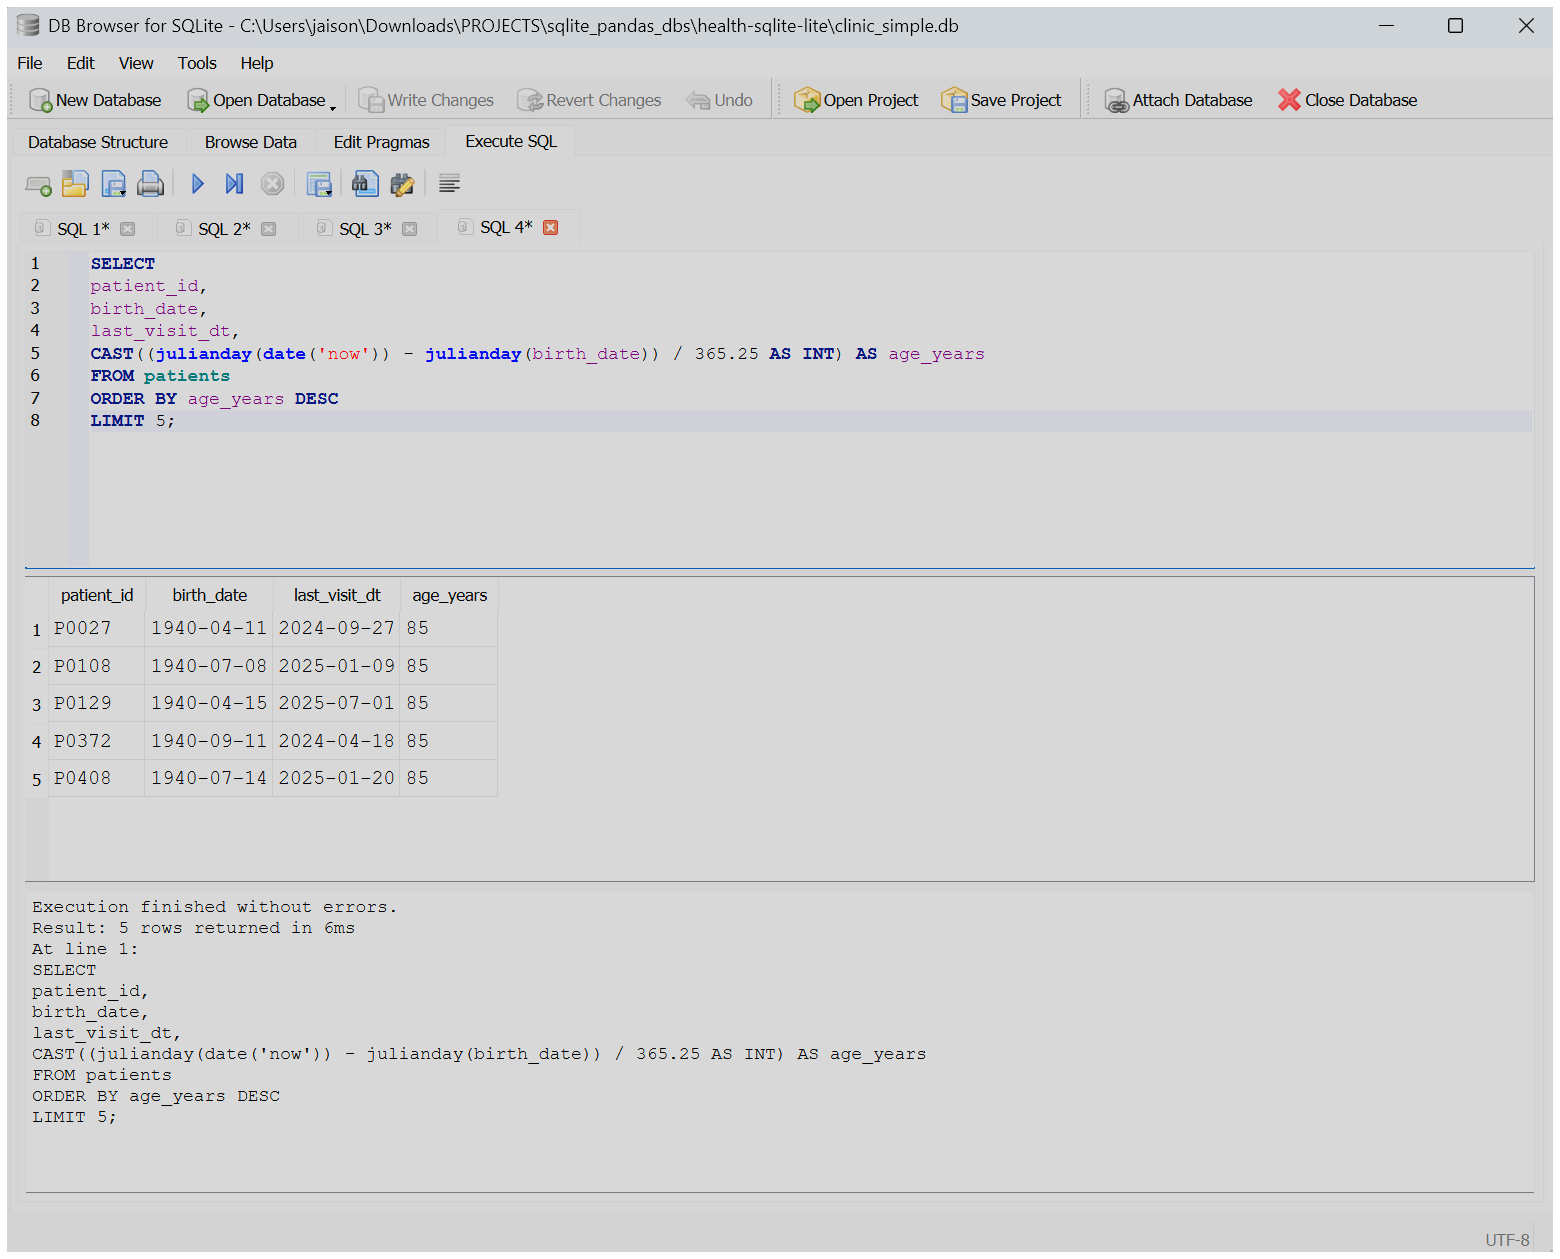 DB Browser for SQLite - C:\Users\jaison\Downloads\PROJECTS\sqlite_pandas_dbs\health-sqlite-lite\clinic_simple.db
File Edit View Tools Help
New Database Open Database Write Changes Revert Changes Undo Open Project Save Project Attach Database Close Database
Database Structure Browse Data Edit Pragmas Execute SQL
SQL 1* SQL 2* SQL 3* SQL 4*
1 SELECT
2 patient_id,
3 birth_date,
4 last_visit_dt,
5 CAST((julianday(date('now')) - julianday(birth_date)) / 365.25 AS INT) AS age_years
6 FROM patients
7 ORDER BY age_years DESC
8 LIMIT 5;
patient_id birth_date last_visit_dt age_years
1 P0027 1940-04-11 2024-09-27 85
2 P0108 1940-07-08 2025-01-09 85
3 P0129 1940-04-15 2025-07-01 85
4 P0372 1940-09-11 2024-04-18 85
5 P0408 1940-07-14 2025-01-20 85
Execution finished without errors.
Result: 5 rows returned in 6ms
At line 1:
SELECT
patient_id,
birth_date,
last_visit_dt,
CAST((julianday(date('now')) - julianday(birth_date)) / 365.25 AS INT) AS age_years
FROM patients
ORDER BY age_years DESC
LIMIT 5;
UTF-8